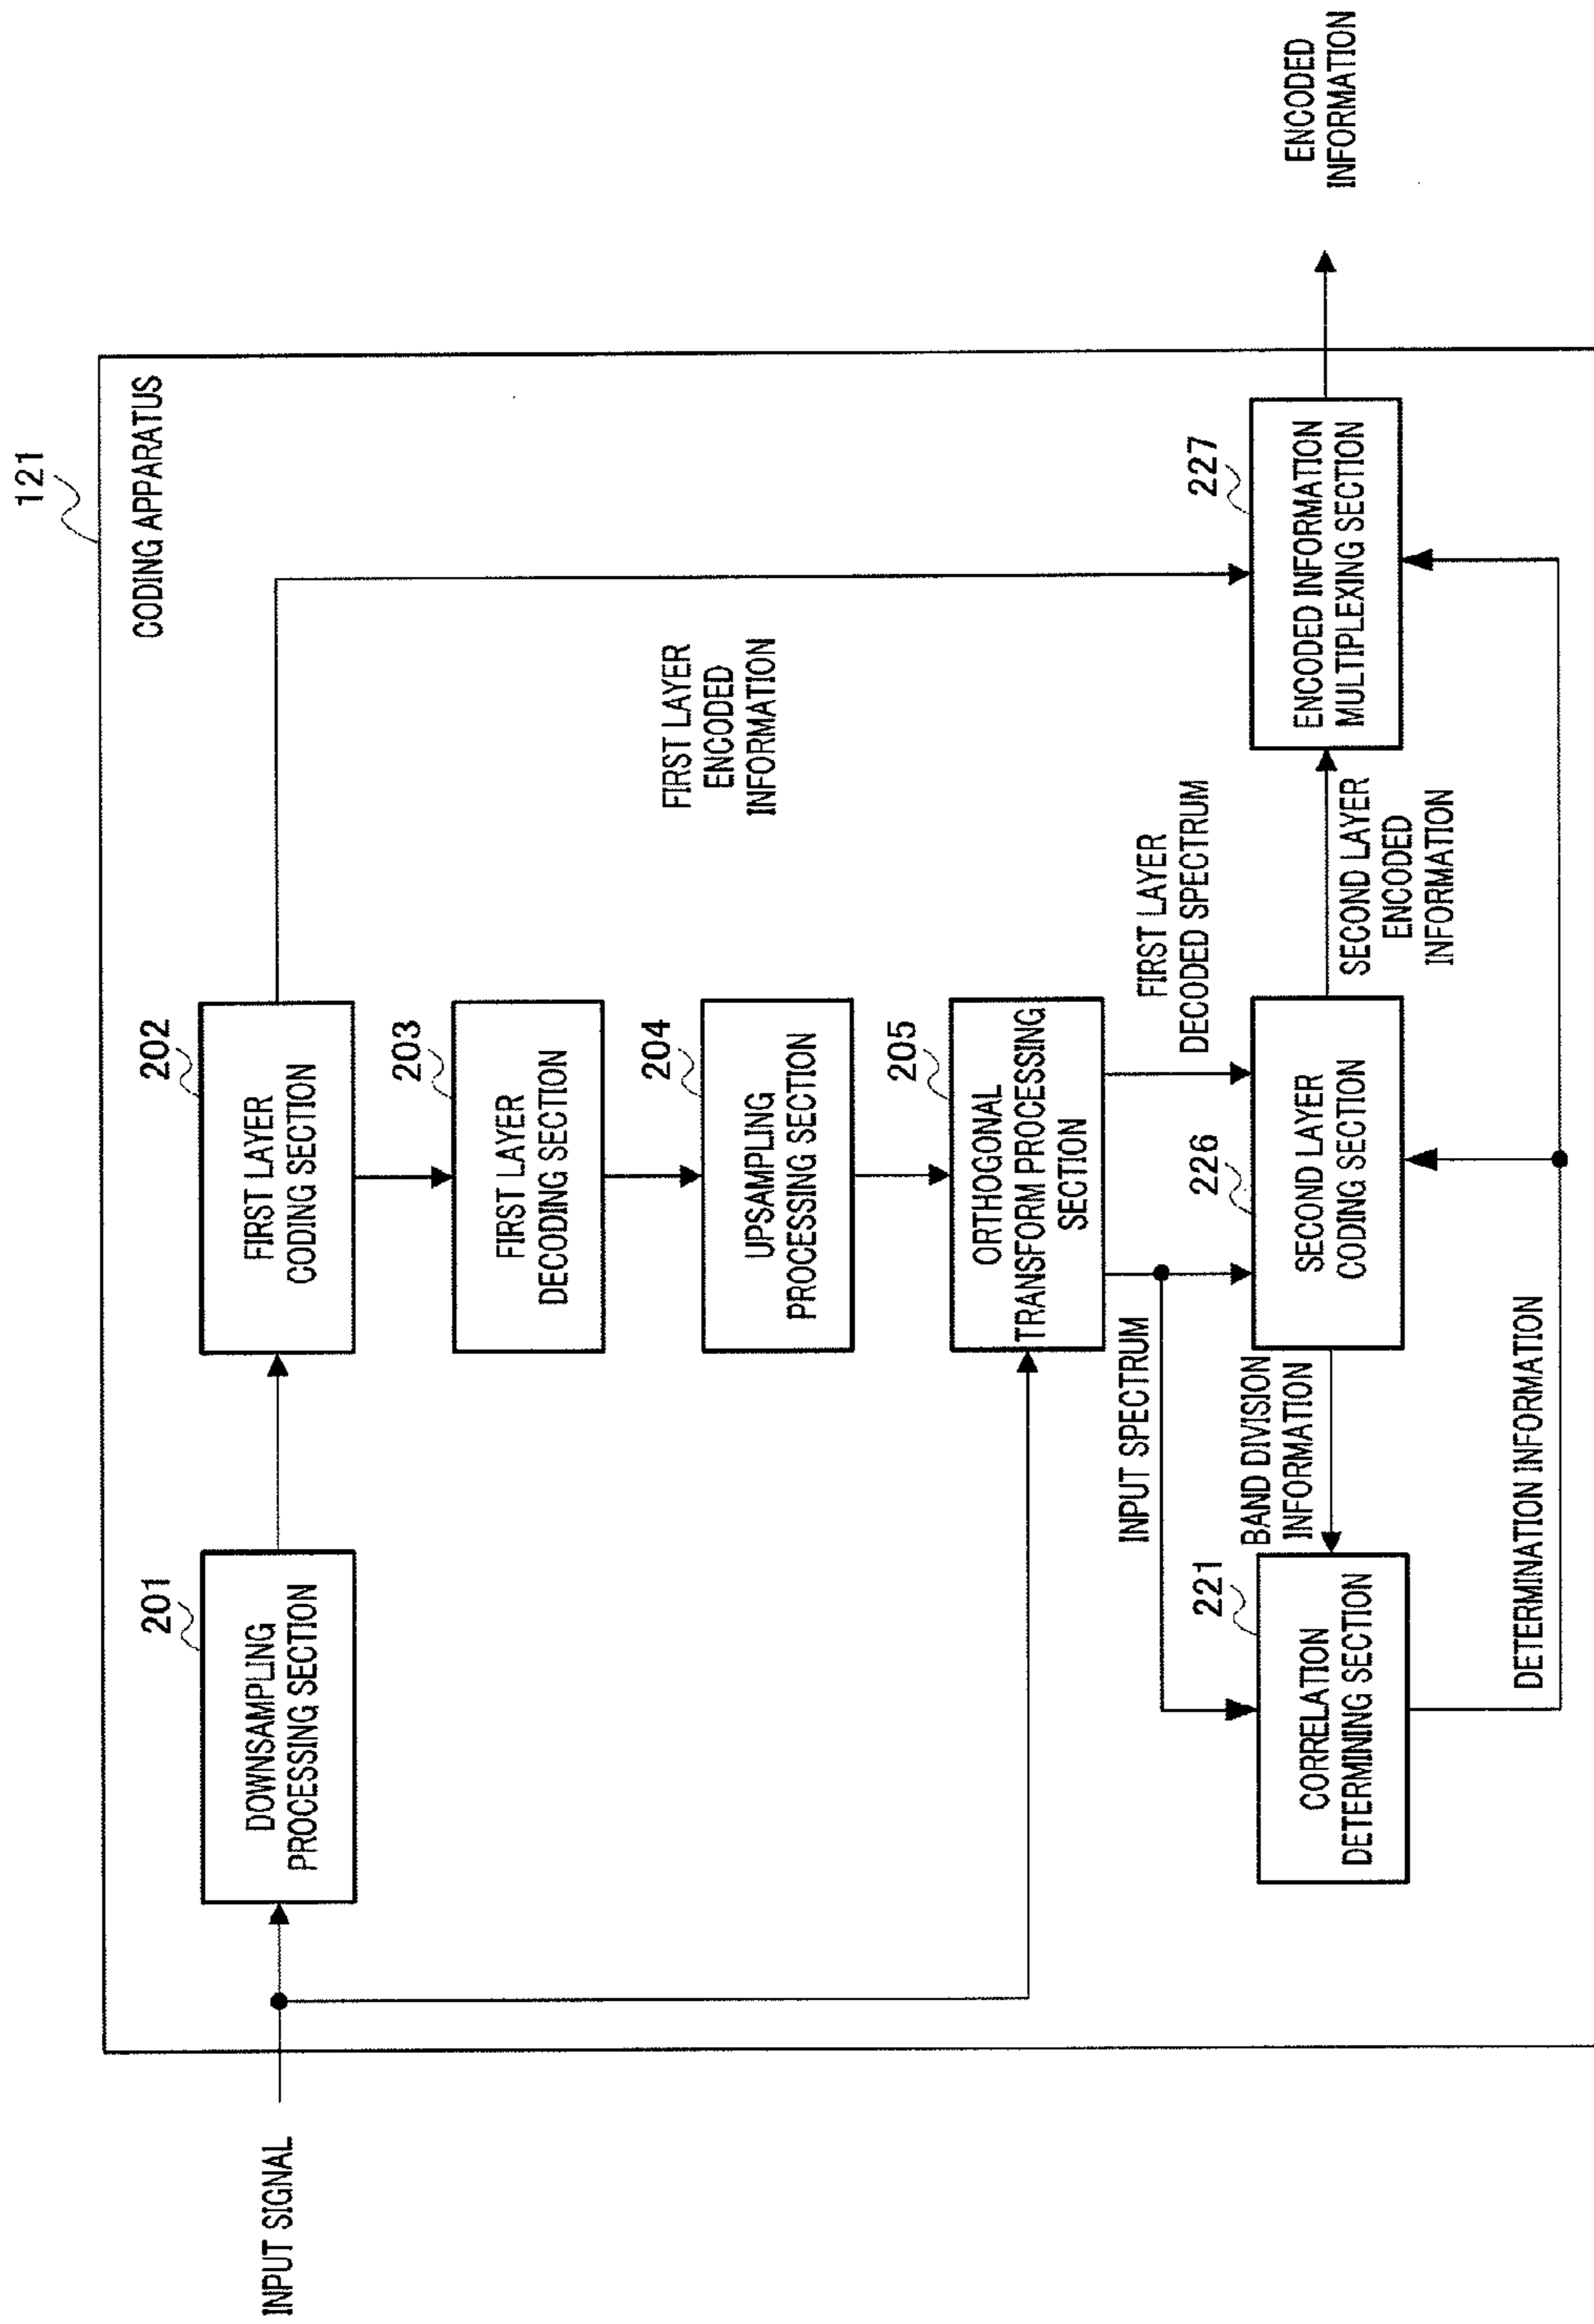 121
CODING APPARATUS
INPUT SIGNAL
201
DOWNSAMPLING
PROCESSING SECTION
202
FIRST LAYER
CODING SECTION
203
FIRST LAYER
DECODING SECTION
FIRST LAYER
ENCODED
INFORMATION
204
UPSAMPLING
PROCESSING SECTION
205
ORTHOGONAL
TRANSFORM PROCESSING
SECTION
INPUT SPECTRUM
FIRST LAYER
DECODED SPECTRUM
221
CORRELATION
DETERMINING SECTION
BAND DIVISION
INFORMATION
226
SECOND LAYER
CODING SECTION
SECOND LAYER
ENCODED
INFORMATION
227
ENCODED INFORMATION
MULTIPLEXING SECTION
ENCODED
INFORMATION
DETERMINATION INFORMATION